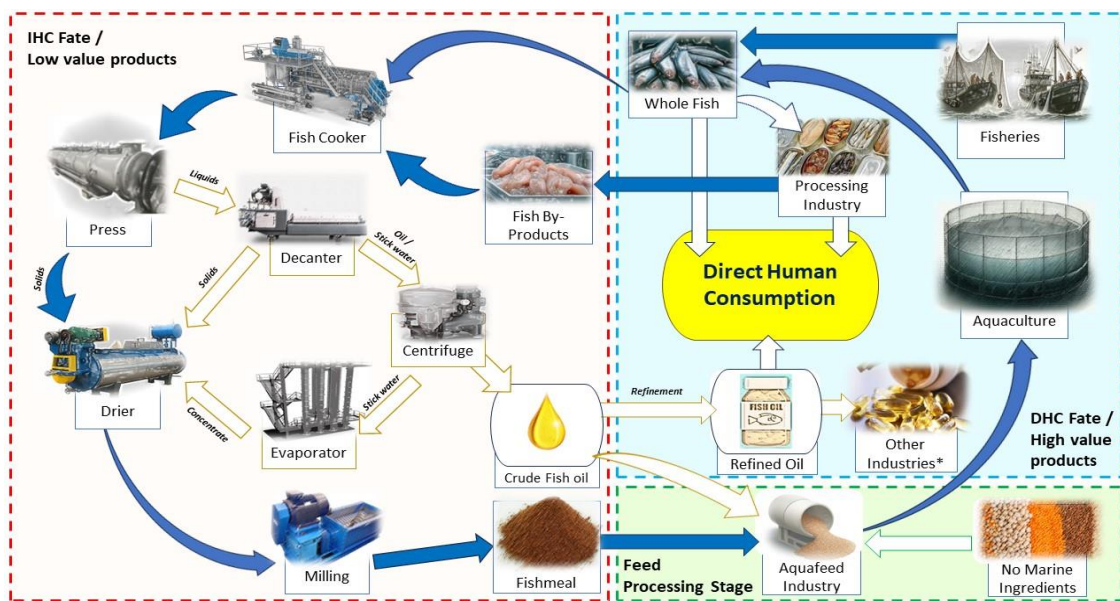 IHC Fate /
Low value products
Fish Cooker
Press
Liquids
Decanter
Oil /
Stick water
Solids
Solids
Centrifuge
Drier
Concentrate
Evaporator
Stick water
Crude Fish oil
Milling
Fishmeal
Fish By-
Products
Whole Fish
Fisheries
Processing
Industry
Direct Human
Consumption
Aquaculture
Refinement
FISH OIL
Refined Oil
Other
Industries*
DHC Fate /
High value
products
Feed
Processing Stage
Aquafeed
Industry
No Marine
Ingredients